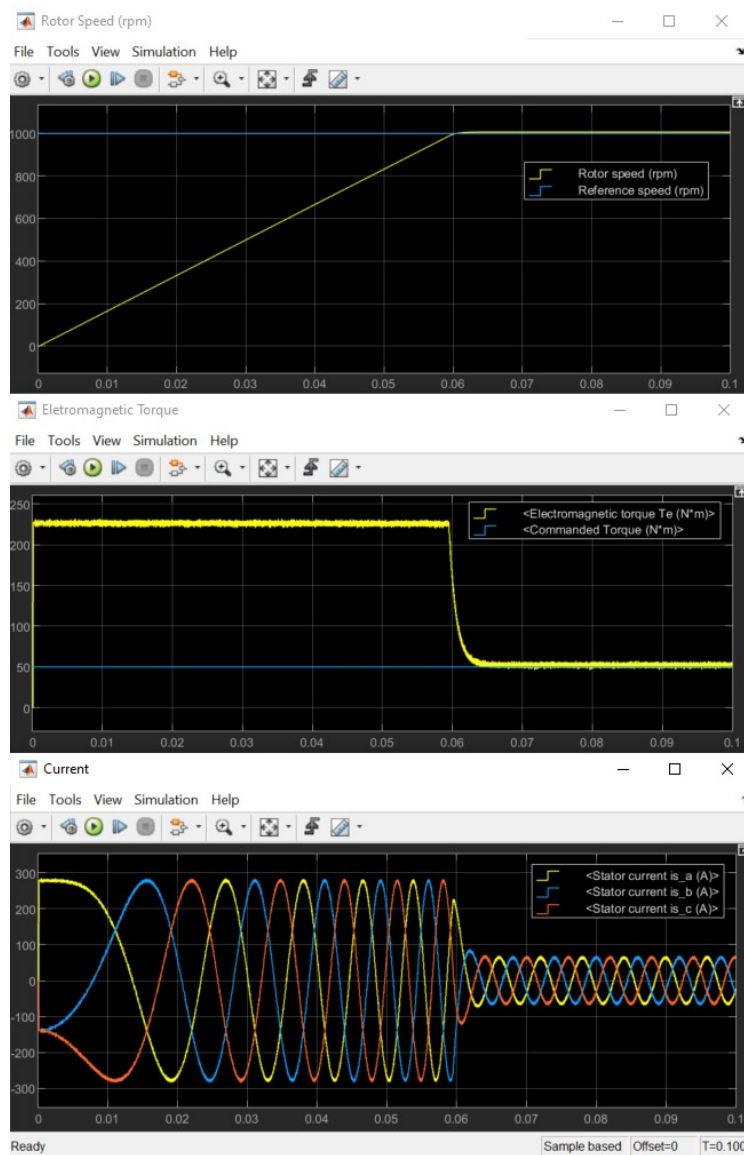 Rotor Speed (rpm)
File Tools View Simulation Help
1000
800
600
400
200
0
Rotor speed (rpm)
Reference speed (rpm)
0 0.01 0.02 0.03 0.04 0.05 0.06 0.07 0.08 0.09 0.1
Eletromagnetic Torque
File Tools View Simulation Help
250
200
150
100
50
0
<Electromagnetic torque Te (N*m)>
<Commanded Torque (N*m)>
0 0.01 0.02 0.03 0.04 0.05 0.06 0.07 0.08 0.09 0.1
Current
File Tools View Simulation Help
300
200
100
0
-100
-200
-300
<Stator current is_a (A)>
<Stator current is_b (A)>
<Stator current is_c (A)>
0 0.01 0.02 0.03 0.04 0.05 0.06 0.07 0.08 0.09 0.1
Ready Sample based Offset=0 T=0.100